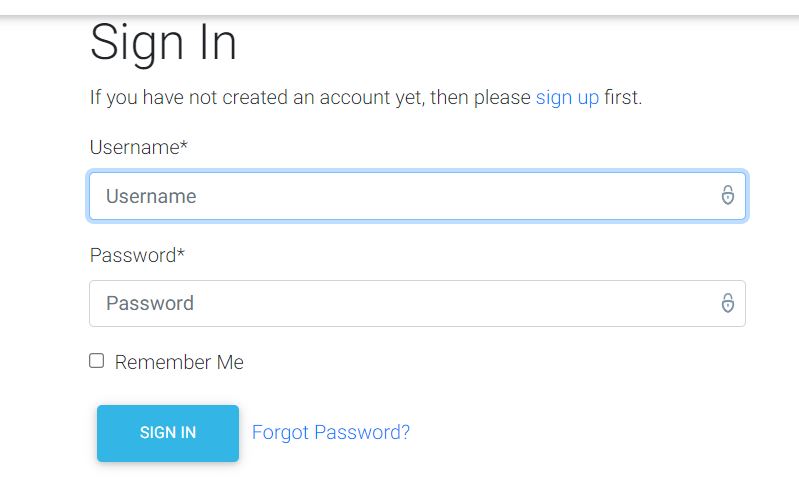 Sign In
If you have not created an account yet, then please sign up first.
Username*
Username
Password*
Password
Remember Me
SIGN IN Forgot Password?